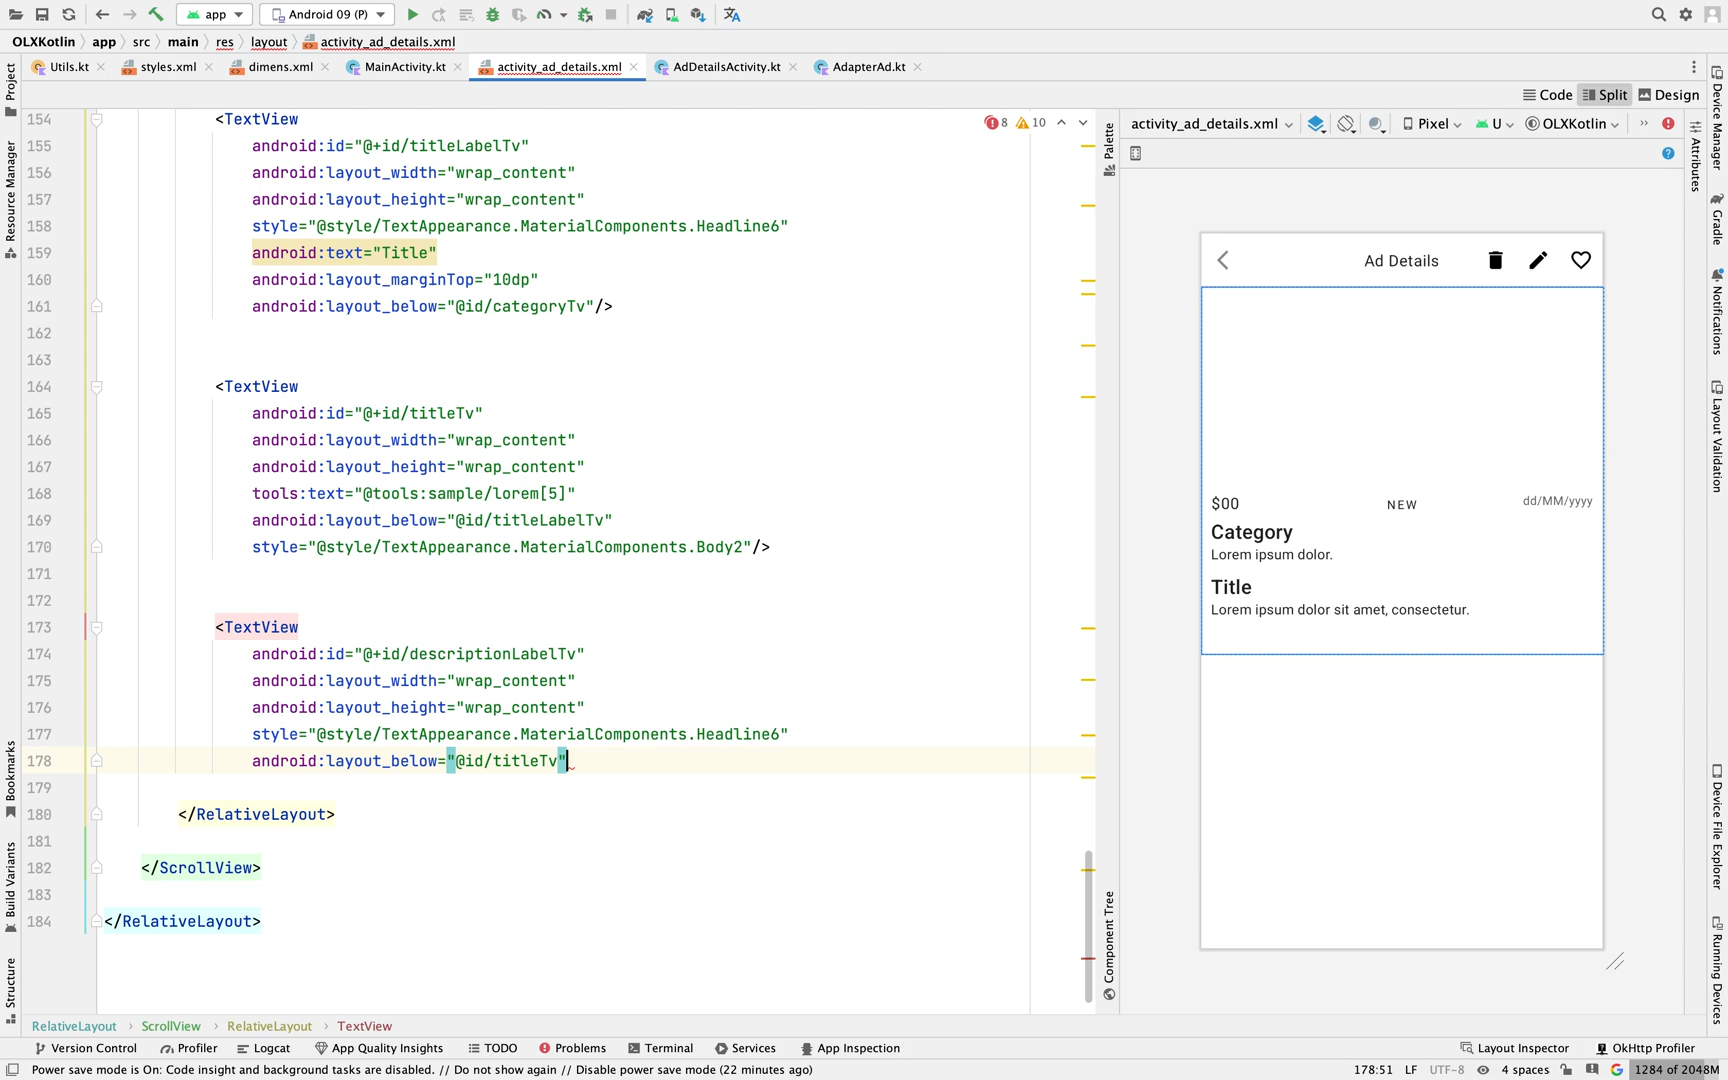 app
Android 09 (P)
OLXKotlin
app
src
main
res
layout
activity_ad_details.xml
Utils.kt
styles.xml
dimens.xml
MainActivity.kt
activity_ad_details.xml
AdDetailsActivity.kt
AdapterAd.kt
Code
Split
Design
154 <TextView
155 android:id="@+id/titleLabelTv"
156 android:layout_width="wrap_content"
157 android:layout_height="wrap_content"
158 style="@style/TextAppearance.MaterialComponents.Headline6"
159 android:text="Title"
160 android:layout_marginTop="10dp"
161 android:layout_below="@id/categoryTv"/>
162
163
164 <TextView
165 android:id="@+id/titleTv"
166 android:layout_width="wrap_content"
167 android:layout_height="wrap_content"
168 tools:text="@tools:sample/lorem[5]"
169 android:layout_below="@id/titleLabelTv"
170 style="@style/TextAppearance.MaterialComponents.Body2"/>
171
172
173 <TextView
174 android:id="@+id/descriptionLabelTv"
175 android:layout_width="wrap_content"
176 android:layout_height="wrap_content"
177 style="@style/TextAppearance.MaterialComponents.Headline6"
178 android:layout_below="@id/titleTv"
179
180 </RelativeLayout>
181
182 </ScrollView>
183
184 </RelativeLayout>
8
10
Project
Resource Manager
Bookmarks
Build Variants
Structure
Palette
Component Tree
activity_ad_details.xml
Pixel
U
OLXKotlin
Ad Details
$00
NEW
dd/MM/yyyy
Category
Lorem ipsum dolor.
Title
Lorem ipsum dolor sit amet, consectetur.
Attributes
Device Manager
Gradle
Notifications
Layout Validation
Device File Explorer
Running Devices
RelativeLayout
ScrollView
RelativeLayout
TextView
Version Control
Profiler
Logcat
App Quality Insights
TODO
Problems
Terminal
Services
App Inspection
Layout Inspector
OkHttp Profiler
Power save mode is On: Code insight and background tasks are disabled. // Do not show again // Disable power save mode (22 minutes ago)
178:51
LF
UTF-8
4 spaces
1284 of 2048M